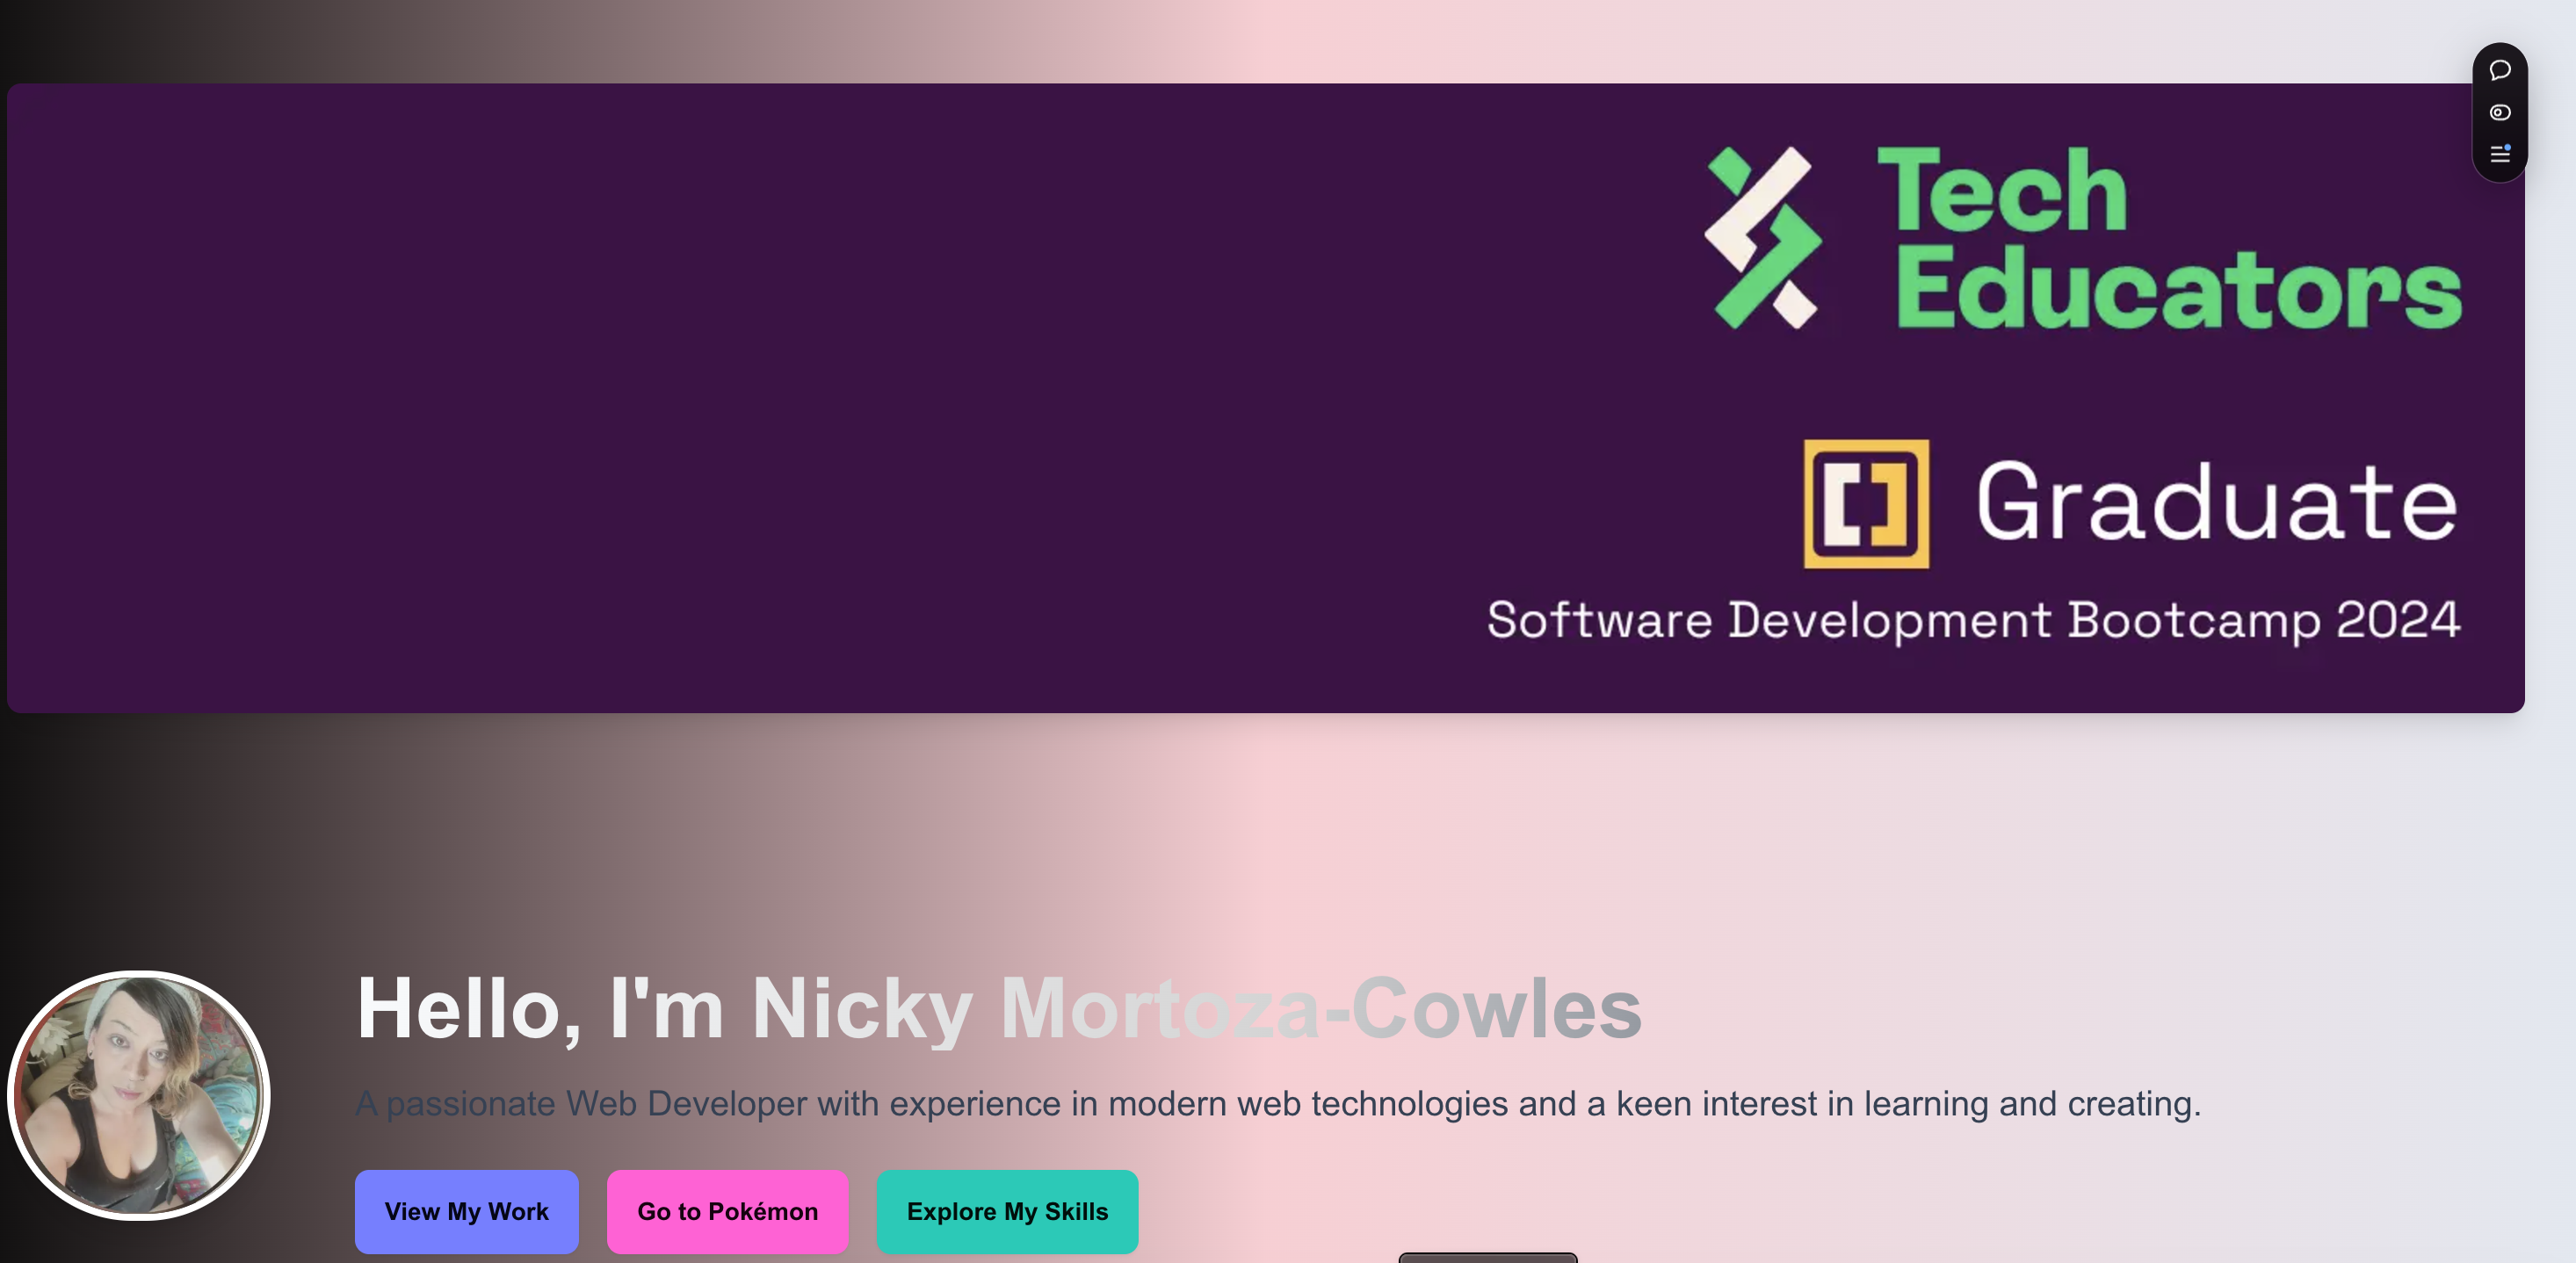 Tech
Educators
Graduate
Software Development Bootcamp 2024
Hello, I'm Nicky Mortoza-Cowles
A passionate Web Developer with experience in modern web technologies and a keen interest in learning and creating.
View My Work
Go to Pokémon
Explore My Skills